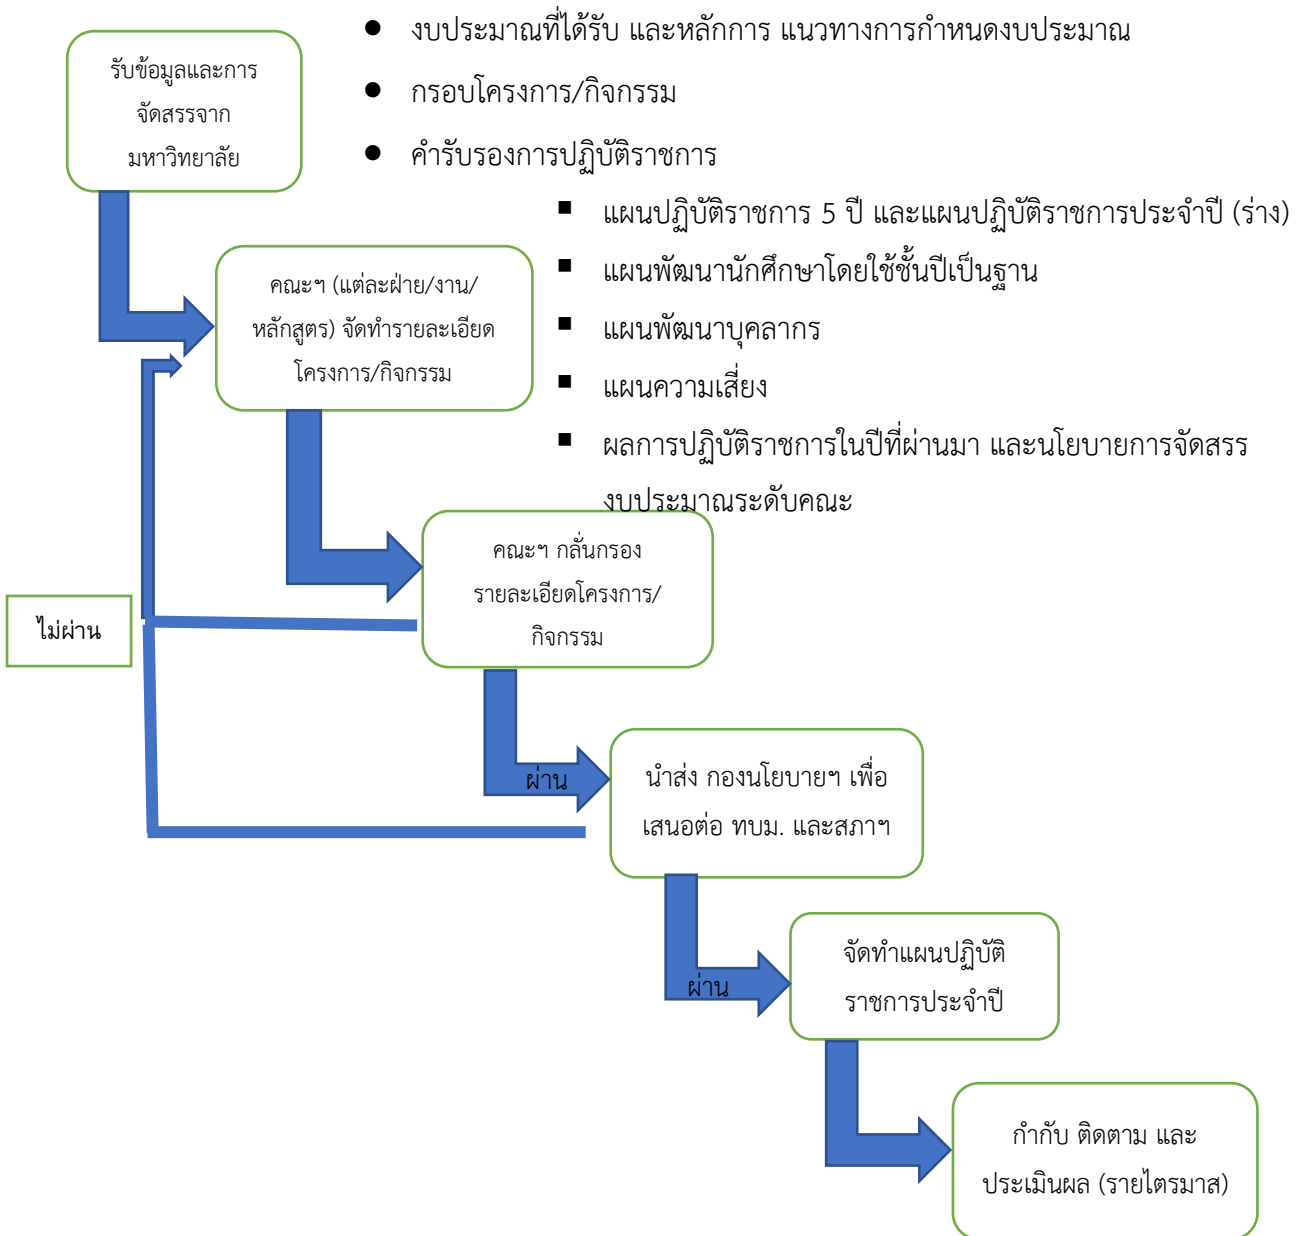 ● งบประมาณที่ได้รับ และหลักการ แนวทางการกำหนดงบประมาณ
● กรอบโครงการ/กิจกรรม
● คำรับรองการปฏิบัติราชการ
รับข้อมูลและการ
จัดสรรจาก
มหาวิทยาลัย
■ แผนปฏิบัติราชการ 5 ปี และแผนปฏิบัติราชการประจำปี (ร่าง)
■ แผนพัฒนานักศึกษาโดยใช้ชั้นปีเป็นฐาน
■ แผนพัฒนาบุคลากร
■ แผนความเสี่ยง
■ ผลการปฏิบัติราชการในปีที่ผ่านมา และนโยบายการจัดสรร
งบประมาณระดับคณะ
คณะฯ (แต่ละฝ่าย/งาน/
หลักสูตร) จัดทำรายละเอียด
โครงการ/กิจกรรม
คณะฯ กลั่นกรอง
รายละเอียดโครงการ/
กิจกรรม
ไม่ผ่าน
ผ่าน
นำส่ง กองนโยบายฯ เพื่อ
เสนอต่อ ทบม. และสภาฯ
ผ่าน
จัดทำแผนปฏิบัติ
ราชการประจำปี
กำกับ ติดตาม และ
ประเมินผล (รายไตรมาส)